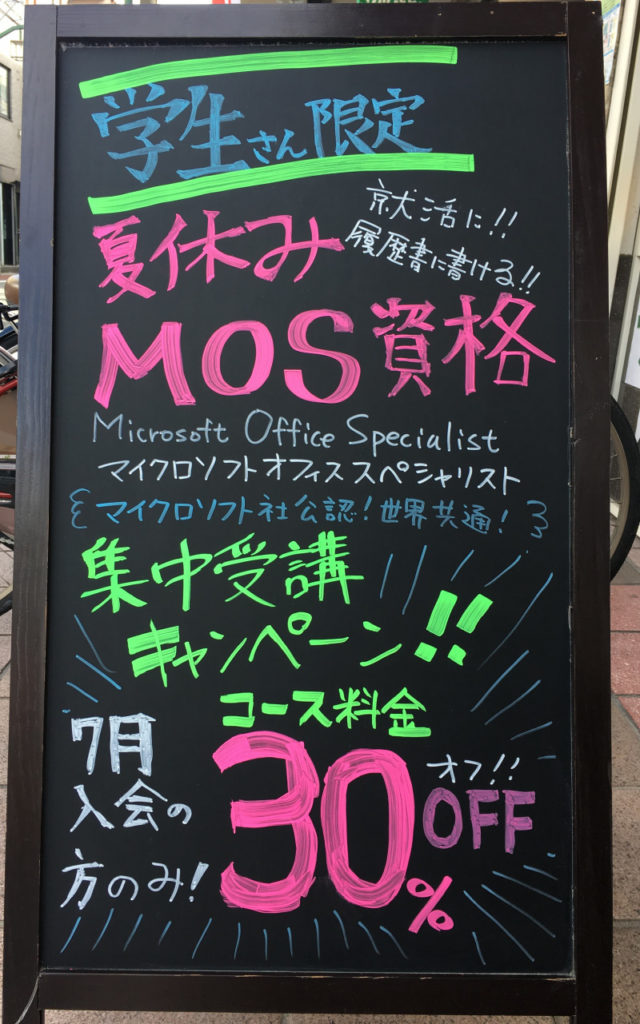 学生さん限定
就活に!!
履歴書に書ける!!
夏休み
MOS資格
Microsoft Office Specialist
マイクロソフトオフィススペシャリスト
{マイクロソフト社公認!世界共通!}
集中受講
キャンペーン!!
コース料金
7月
入会の
方のみ!
30%
オフ!!
OFF